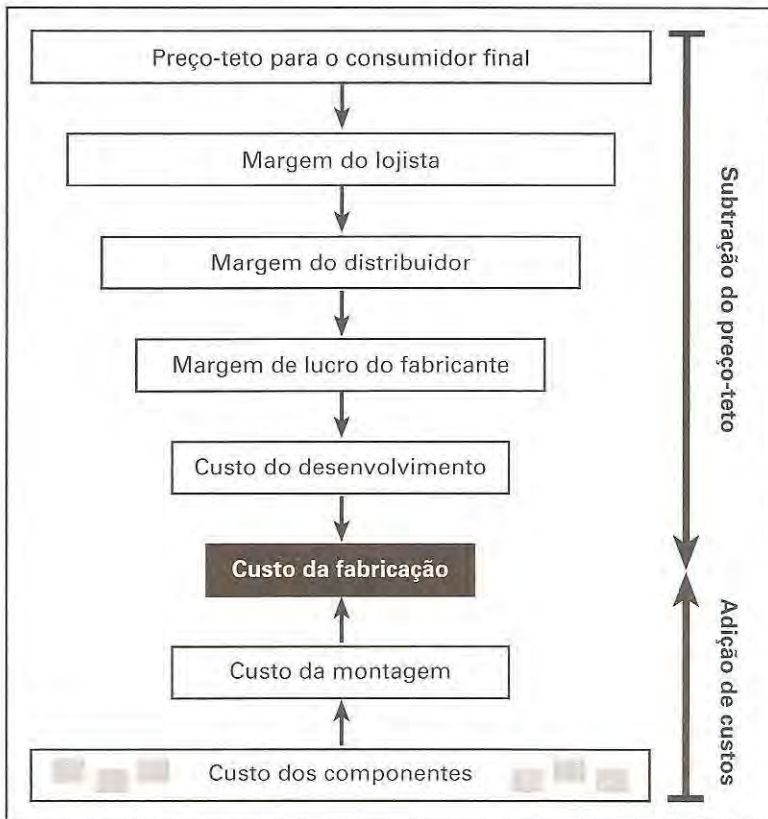 Preço-teto para o consumidor final
Margem do lojista
Margem do distribuidor
Margem de lucro do fabricante
Custo do desenvolvimento
Custo da fabricação
Custo da montagem
Custo dos componentes
Subtração do preço-teto
Adição de custos